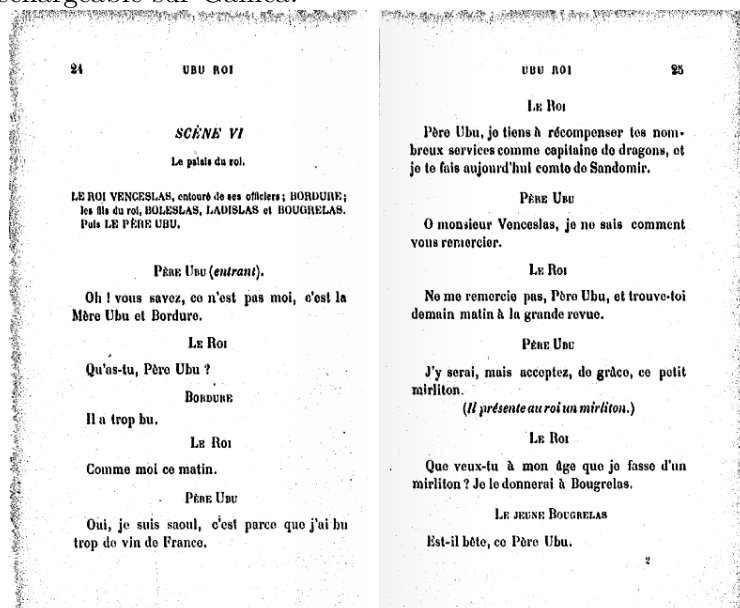 rechargeable sur Gallica.
24 UBU ROI
SCÈNE VI
Le palais du roi.
LE ROI VENCESLAS, entouré de ses officiers ; BORDURE ;
les fils du roi, BOLESLAS, LADISLAS et BOUGRELAS.
Puis LE PÈRE UBU.
PÈRE UBU (entrant).
Oh ! vous savez, ce n'est pas moi, c'est la
Mère Ubu et Bordure.
LE ROI
Qu'as-tu, Père Ubu ?
BORDURE
Il a trop bu.
LE ROI
Comme moi ce matin.
PÈRE UBU
Oui, je suis saoul, c'est parce que j'ai bu
trop de vin de France.
UBU ROI 25
LE ROI
Père Ubu, je tiens à récompenser tes nom-
breux services comme capitaine de dragons, et
je te fais aujourd'hui comte de Sandomir.
PÈRE UBU
O monsieur Venceslas, je ne sais comment
vous remercier.
LE ROI
Ne me remercie pas, Père Ubu, et trouve-toi
demain matin à la grande revue.
PÈRE UBU
J'y serai, mais acceptez, de grâce, ce petit
mirliton.
(Il présente au roi un mirliton.)
LE ROI
Que veux-tu à mon âge que je fasse d'un
mirliton ? Je le donnerai à Bougrelas.
LE JEUNE BOUGRELAS
Est-il bête, ce Père Ubu.
2